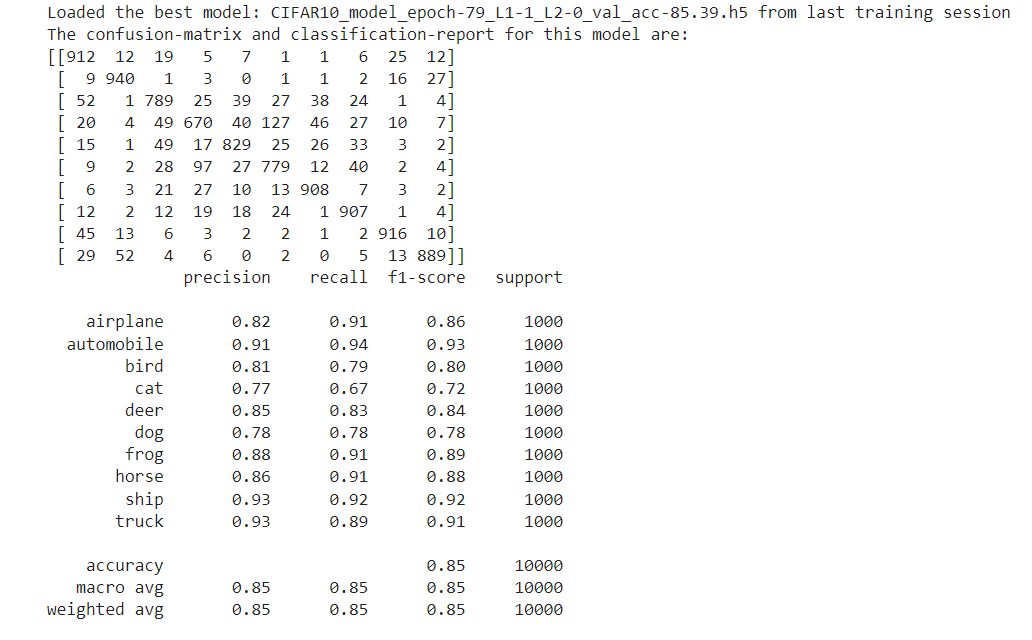 Loaded the best model: CIFAR10_model_epoch-79_L1-1_L2-0_val_acc-85.39.h5 from last training session
The confusion-matrix and classification-report for this model are:
[[912 12 19 5 7 1 1 6 25 12]
[ 9 940 1 3 0 1 1 2 16 27]
[ 52 1 789 25 39 27 38 24 1 4]
[ 20 4 49 670 40 127 46 27 10 7]
[ 15 1 49 17 829 25 26 33 3 2]
[ 9 2 28 97 27 779 12 40 2 4]
[ 6 3 21 27 10 13 908 7 3 2]
[ 12 2 12 19 18 24 1 907 1 4]
[ 45 13 6 3 2 2 1 2 916 10]
[ 29 52 4 6 0 2 0 5 13 889]]
precision recall f1-score support
airplane 0.82 0.91 0.86 1000
automobile 0.91 0.94 0.93 1000
bird 0.81 0.79 0.80 1000
cat 0.77 0.67 0.72 1000
deer 0.85 0.83 0.84 1000
dog 0.78 0.78 0.78 1000
frog 0.88 0.91 0.89 1000
horse 0.86 0.91 0.88 1000
ship 0.93 0.92 0.92 1000
truck 0.93 0.89 0.91 1000
accuracy 0.85 10000
macro avg 0.85 0.85 0.85 10000
weighted avg 0.85 0.85 0.85 10000